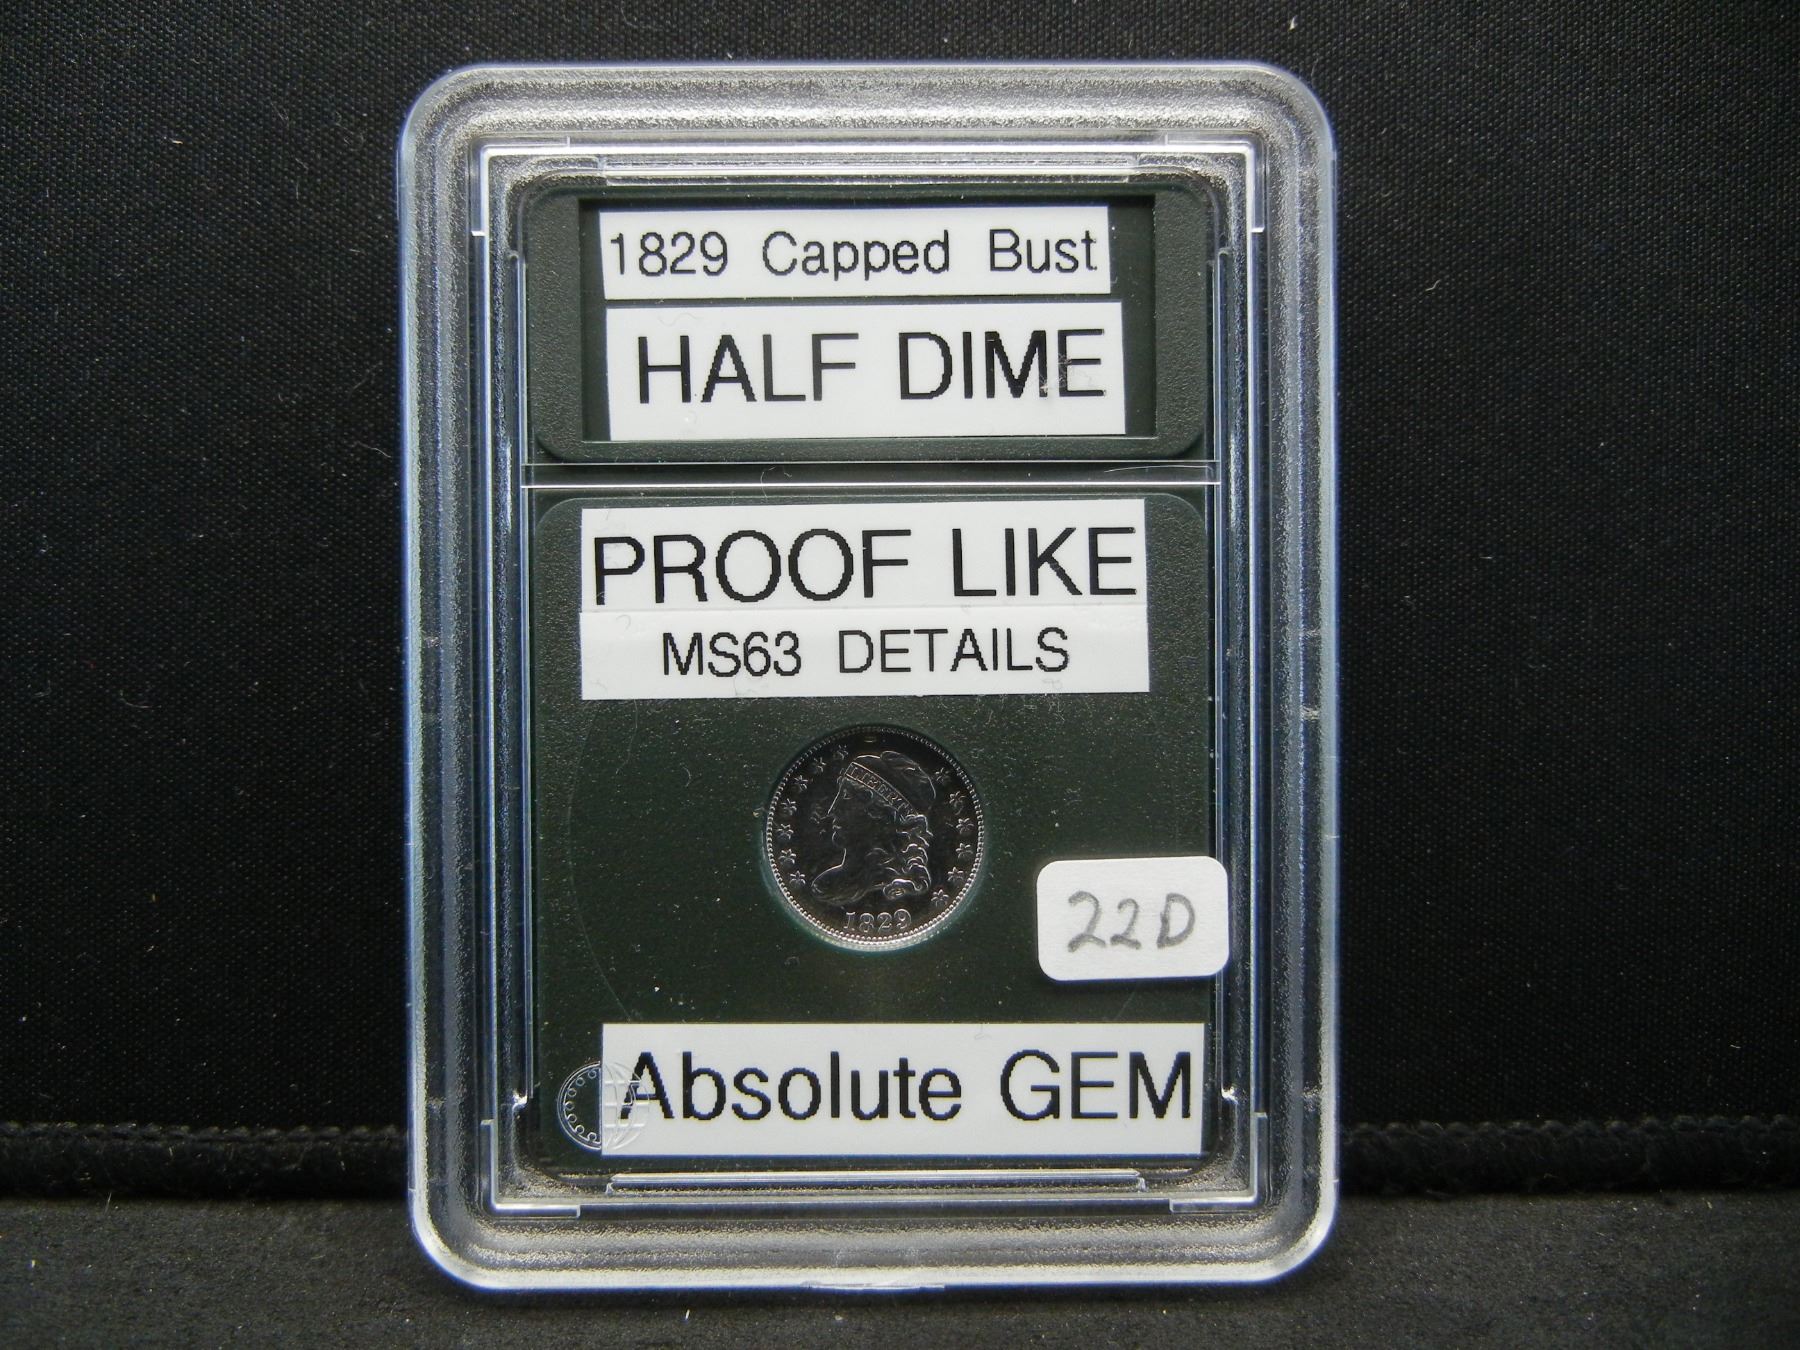 1829 Capped Bust
HALF DIME
PROOF LIKE
MS63 DETAILS
LIBERTY
1829
22D
Absolute GEM